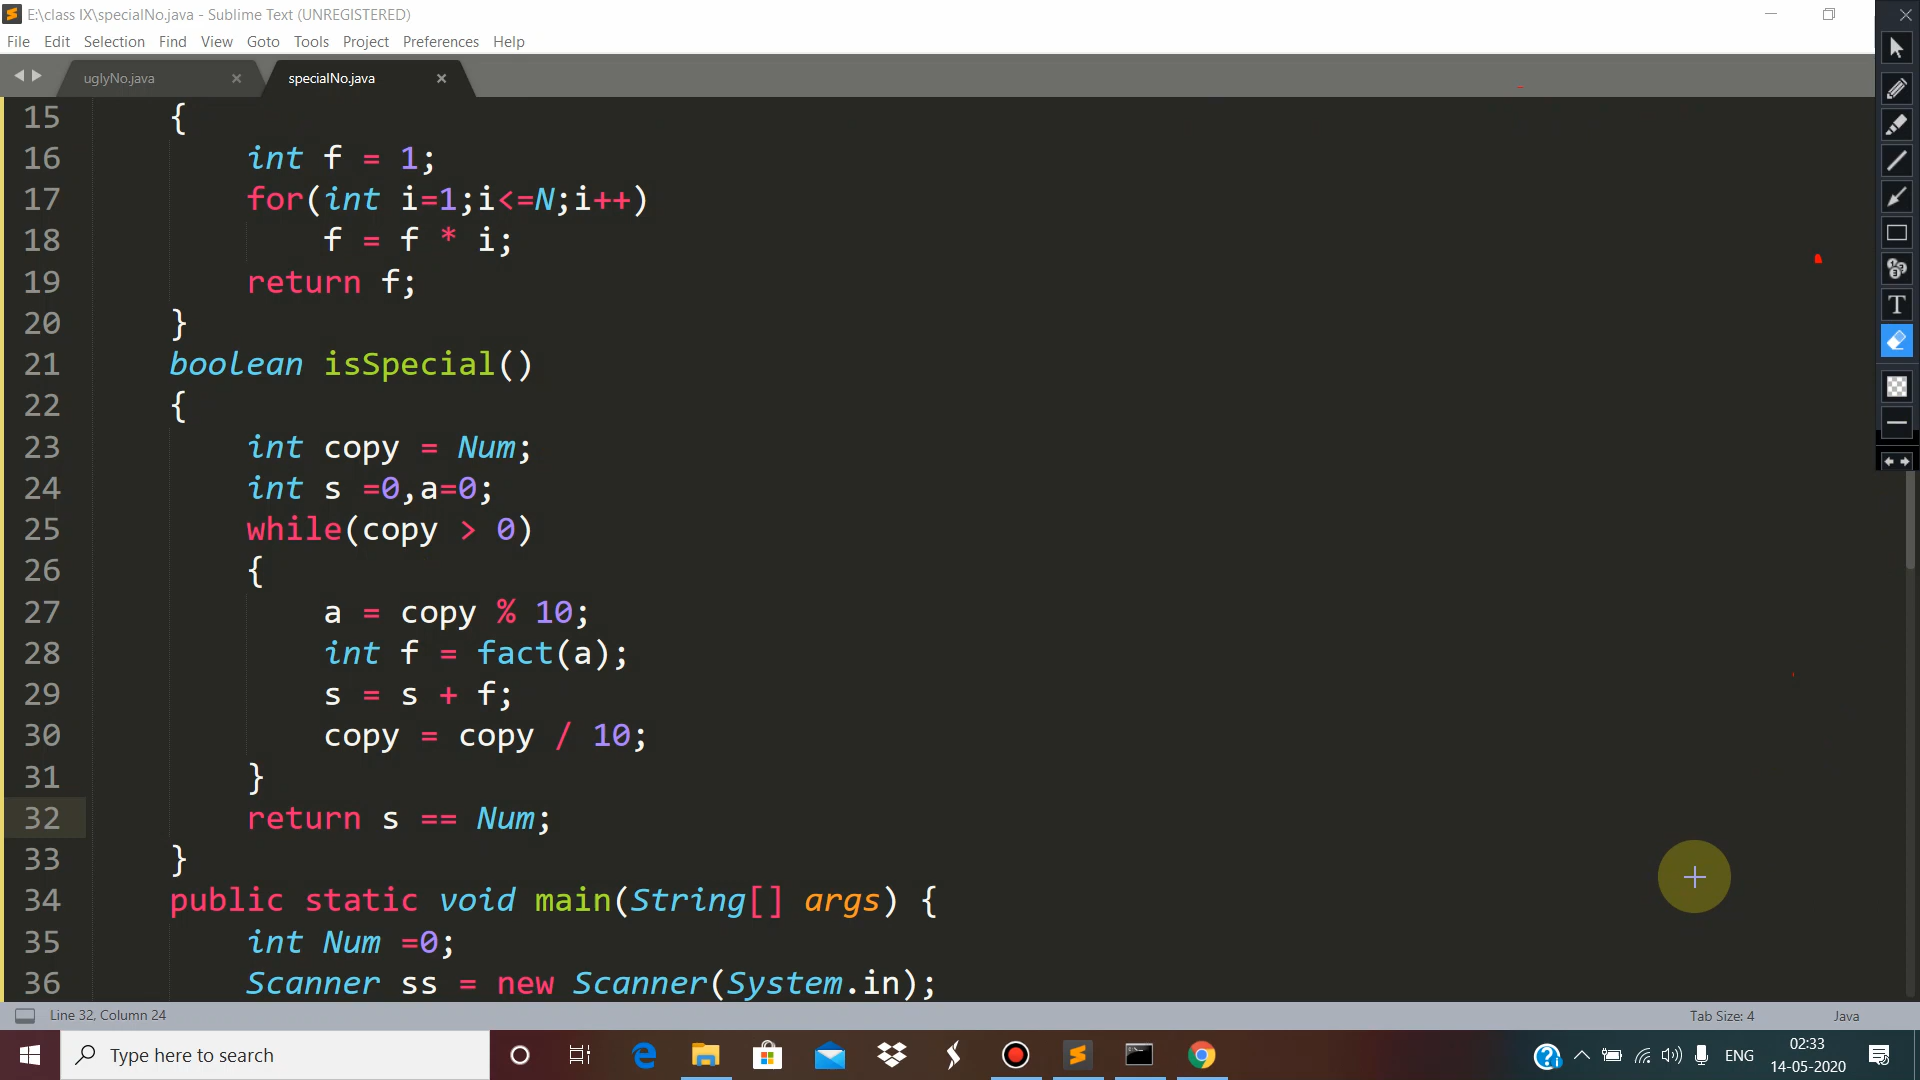 E:\class IX\specialNo.java - Sublime Text (UNREGISTERED)
File Edit Selection Find View Goto Tools Project Preferences Help
uglyNo.java specialNo.java
15 {
16 int f = 1;
17 for(int i=1;i<=N;i++)
18 f = f * i;
19 return f;
20 }
21 boolean isSpecial()
22 {
23 int copy = Num;
24 int s =0,a=0;
25 while(copy > 0)
26 {
27 a = copy % 10;
28 int f = fact(a);
29 s = s + f;
30 copy = copy / 10;
31 }
32 return s == Num;
33 }
34 public static void main(String[] args) {
35 int Num =0;
36 Scanner ss = new Scanner(System.in);
Line 32, Column 24 Tab Size: 4 Java
Type here to search
ENG
02:33
14-05-2020